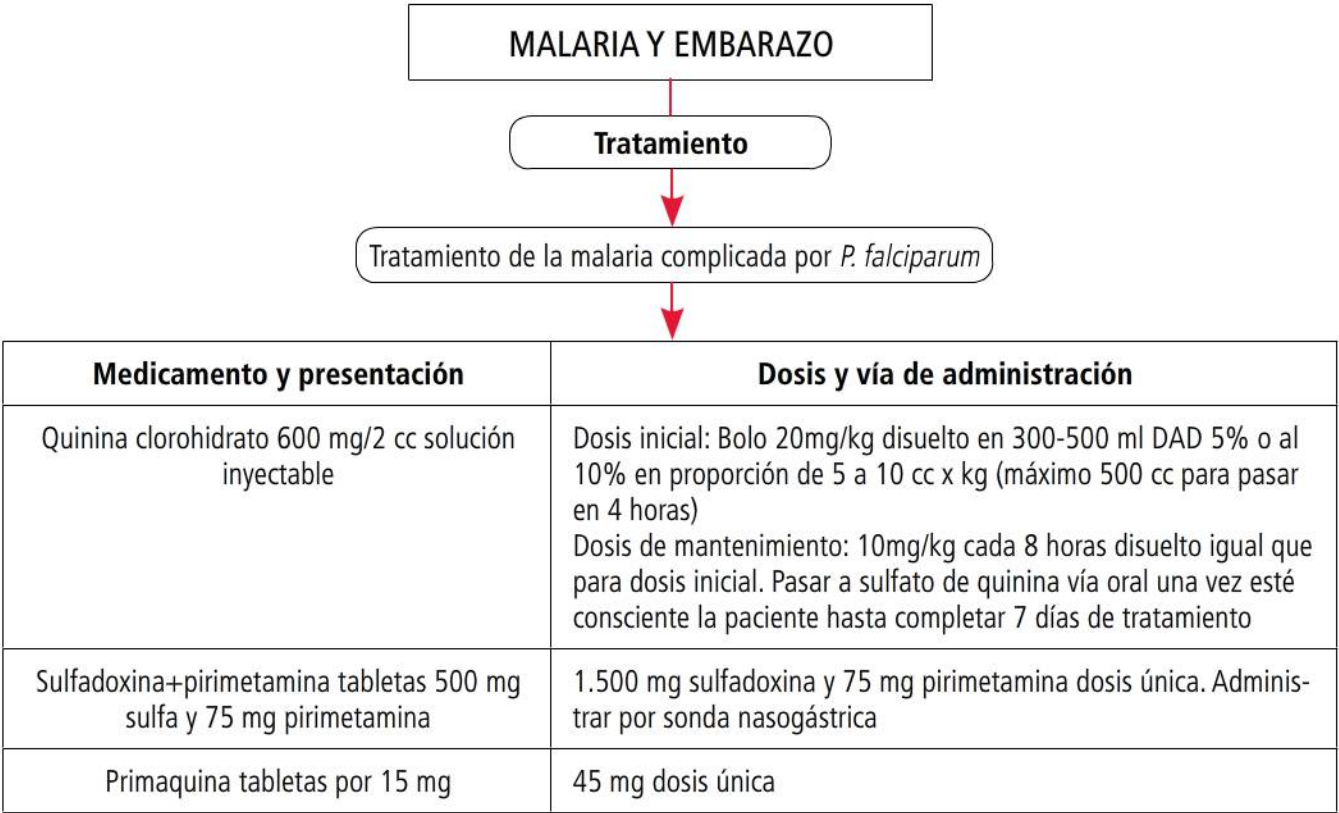 MALARIA Y EMBARAZO
Tratamiento
Tratamiento de la malaria complicada por P. falciparum
Medicamento y presentación
Dosis y vía de administración
Quinina clorohidrato 600 mg/2 cc solución
inyectable
Dosis inicial: Bolo 20mg/kg disuelto en 300-500 ml DAD 5% o al
10% en proporción de 5 a 10 cc x kg (máximo 500 cc para pasar
en 4 horas)
Dosis de mantenimiento: 10mg/kg cada 8 horas disuelto igual que
para dosis inicial. Pasar a sulfato de quinina vía oral una vez esté
consciente la paciente hasta completar 7 días de tratamiento
Sulfadoxina+pirimetamina tabletas 500 mg
sulfa y 75 mg pirimetamina
1.500 mg sulfadoxina y 75 mg pirimetamina dosis única. Adminis-
trar por sonda nasogástrica
Primaquina tabletas por 15 mg
45 mg dosis única